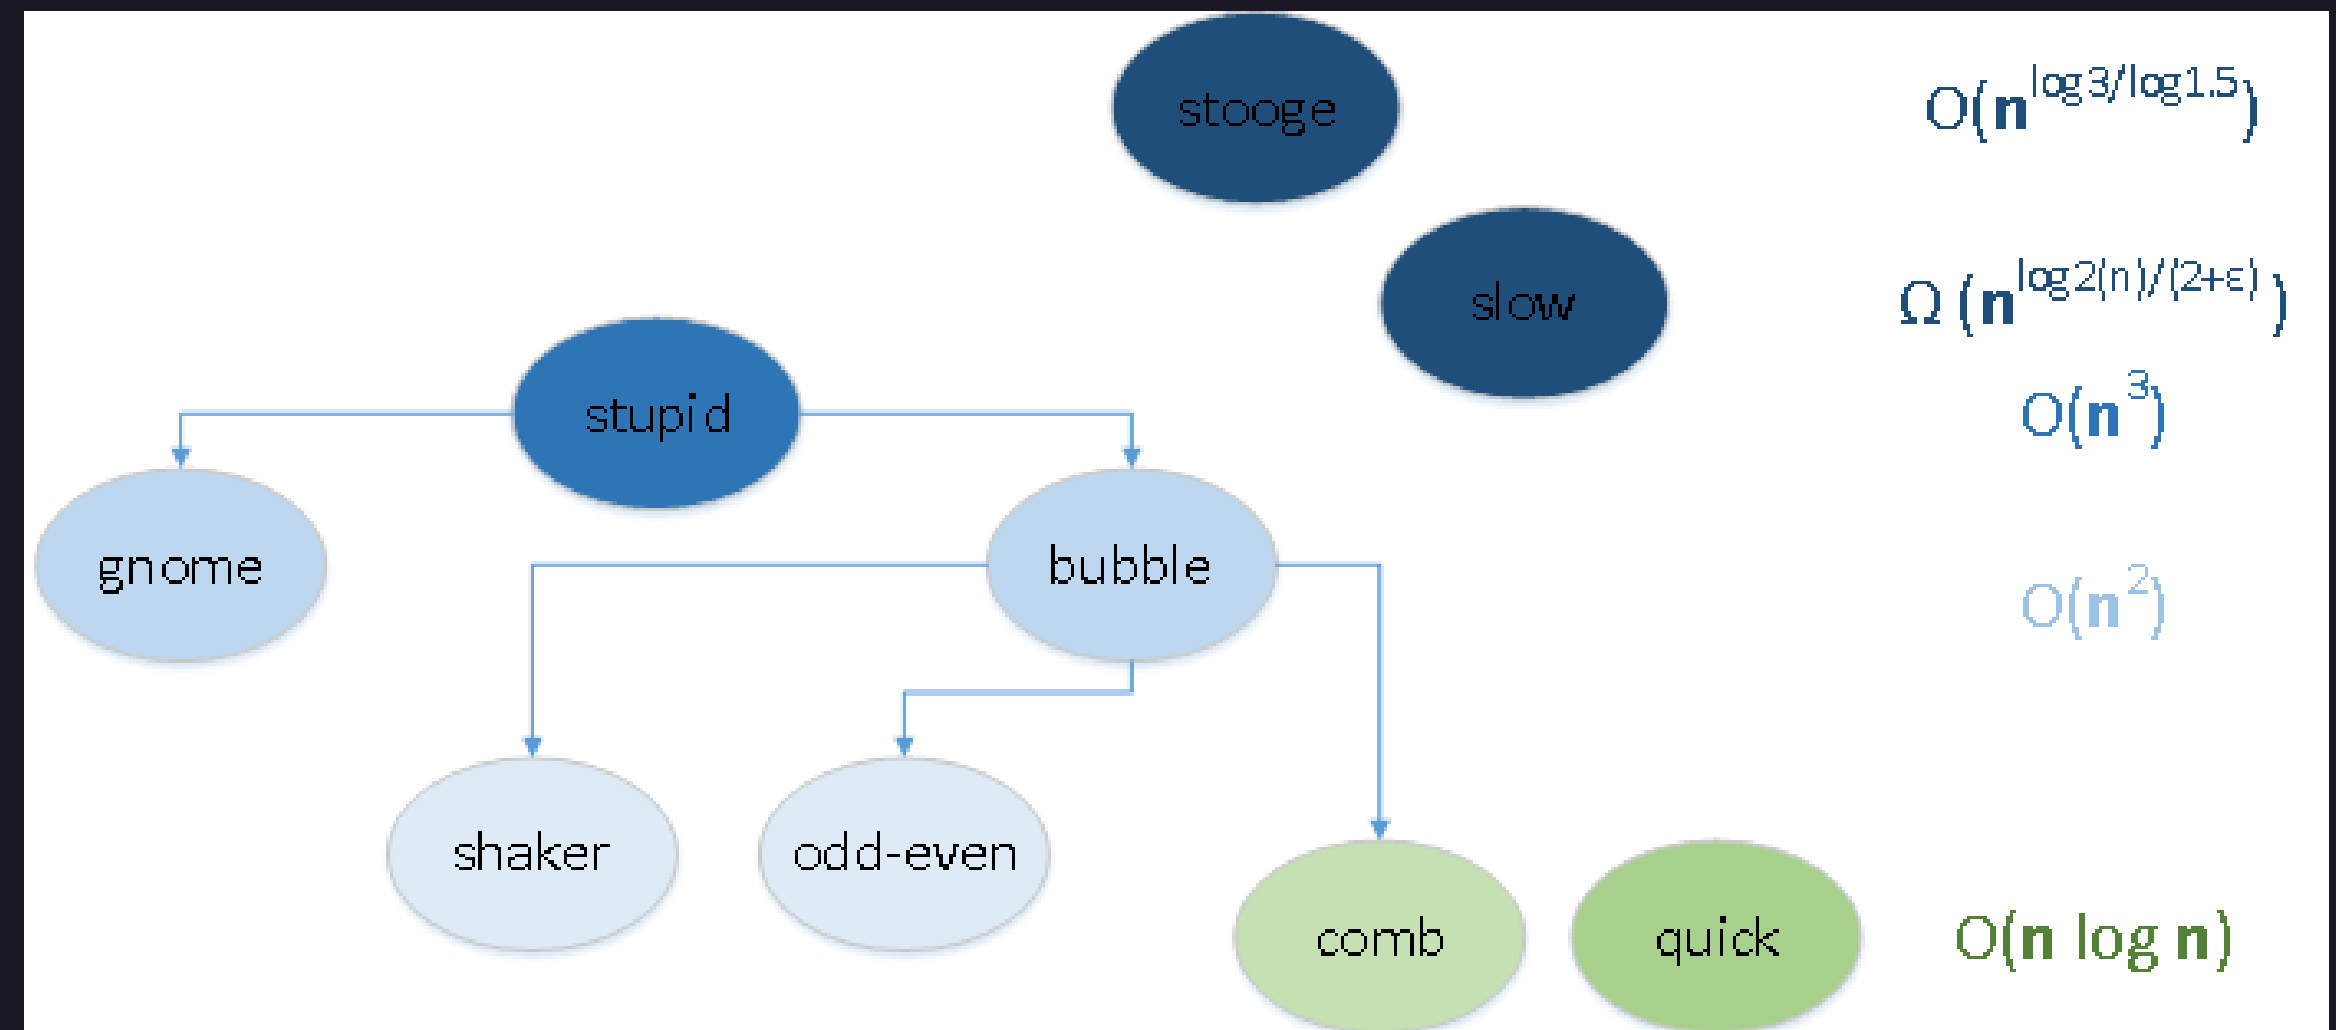 stooge
O(n^log3/log1.5)
slow
Ω (n^log2(n)/(2+ε) )
stupid
O(n^3)
gnome
bubble
O(n^2)
shaker
odd-even
comb
quick
O(n log n)